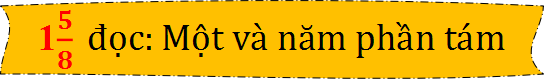 1 5/8 đọc: Một và năm phần tám